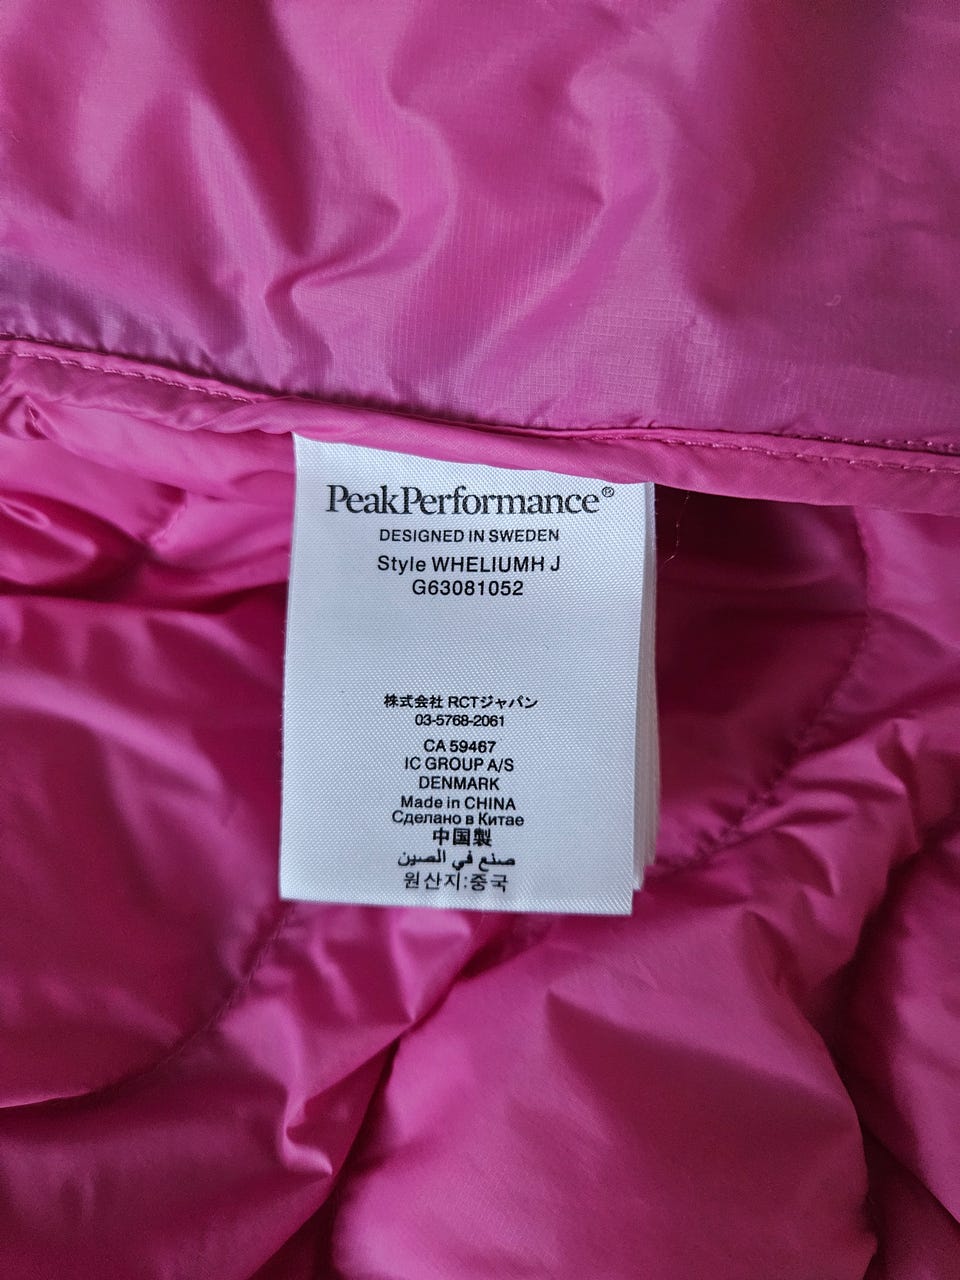 PeakPerformance®
DESIGNED IN SWEDEN
Style WHELIUMH J
G63081052
株式会社 RCTジャパン
03-5768-2061
CA 59467
IC GROUP A/S
DENMARK
Made in CHINA
Сделано в Китае
中国製
صنع في الصين
원산지:중국